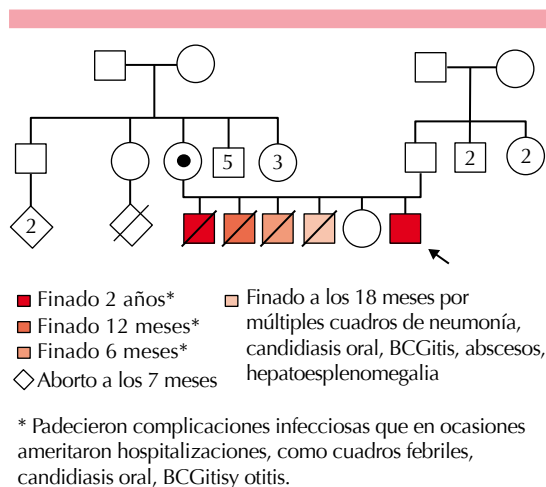 5
3
2
2
2
Finado 2 años*
Finado 12 meses*
Finado 6 meses*
Aborto a los 7 meses
Finado a los 18 meses por
múltiples cuadros de neumonía,
candidiasis oral, BCGitis, abscesos,
hepatoesplenomegalia
* Padecieron complicaciones infecciosas que en ocasiones
ameritaron hospitalizaciones, como cuadros febriles,
candidiasis oral, BCGitisy otitis.